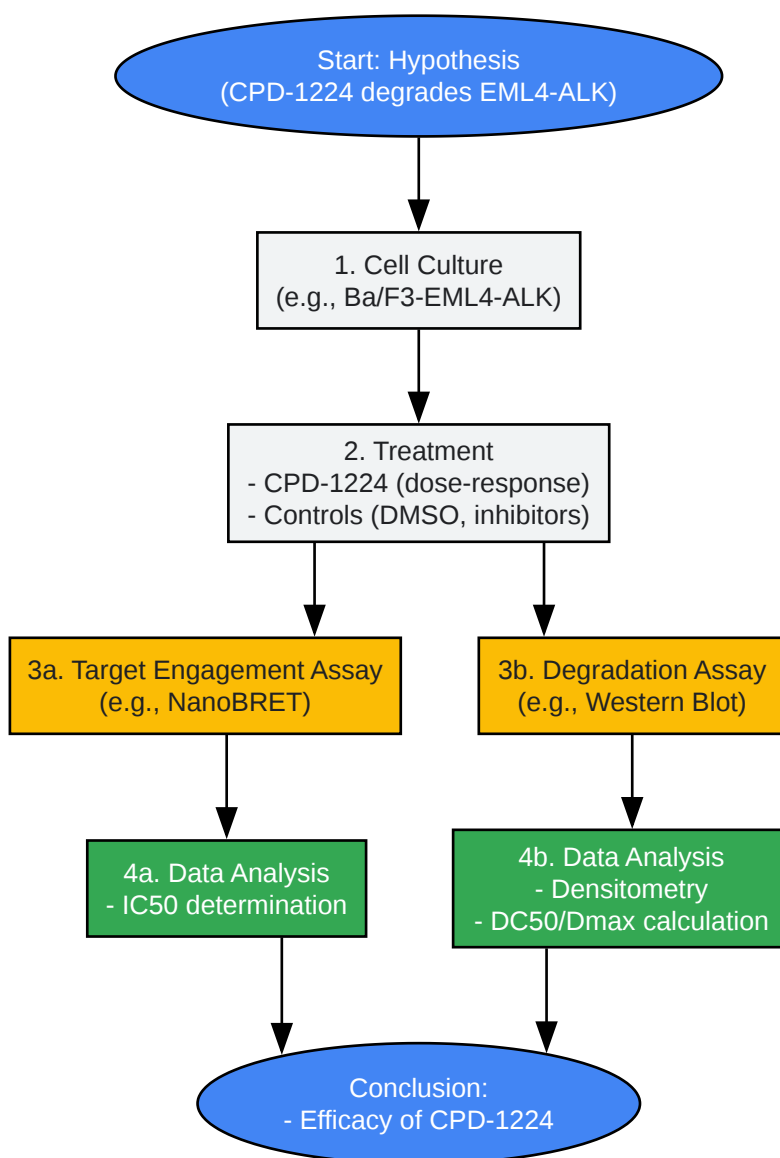 Start: Hypothesis
(CPD-1224 degrades EML4-ALK)
1. Cell Culture
(e.g., Ba/F3-EML4-ALK)
2. Treatment
- CPD-1224 (dose-response)
- Controls (DMSO, inhibitors)
3a. Target Engagement Assay
(e.g., NanoBRET)
3b. Degradation Assay
(e.g., Western Blot)
4a. Data Analysis
- IC50 determination
4b. Data Analysis
- Densitometry
- DC50/Dmax calculation
Conclusion:
- Efficacy of CPD-1224